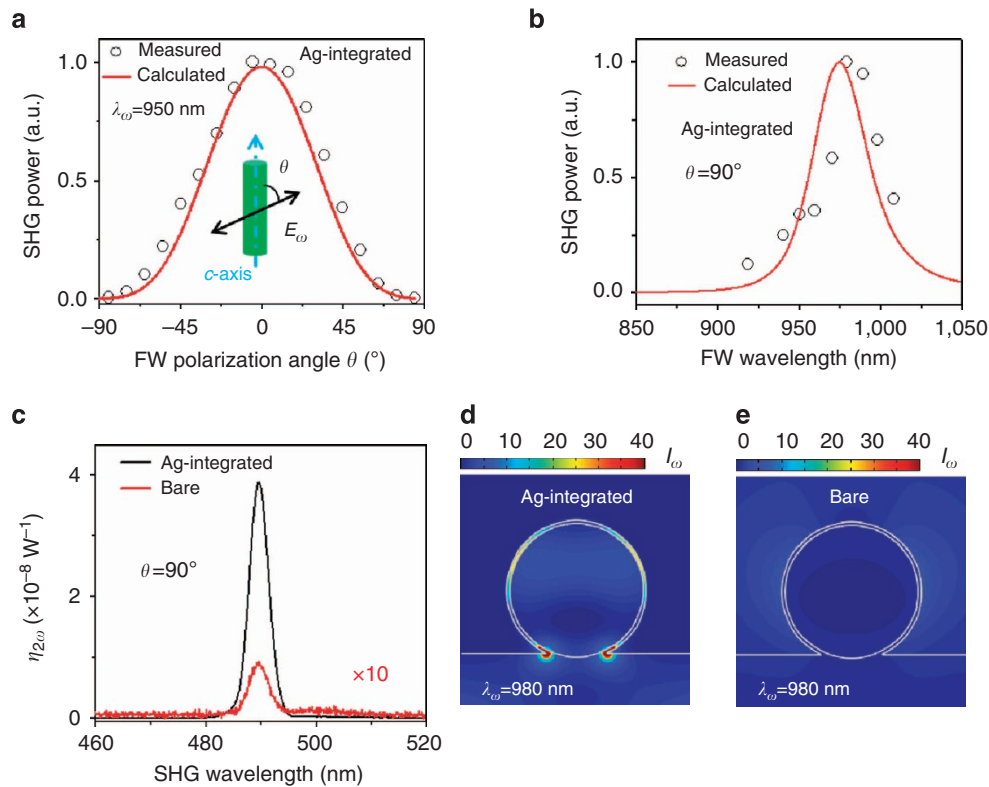 a
Measured
Calculated
Ag-integrated
λω=950 nm
θ
Eω
c-axis
SHG power (a.u.)
1.0
0.5
0.0
−90
−45
0
45
90
FW polarization angle θ (°)
b
Measured
Calculated
Ag-integrated
θ=90°
SHG power (a.u.)
1.0
0.5
0.0
850
900
950
1,000
1,050
FW wavelength (nm)
c
Ag-integrated
Bare
θ=90°
×10
η2ω (×10⁻⁸ W⁻¹)
4
2
0
460
480
500
520
SHG wavelength (nm)
d
0 10 20 30 40
Iω
Ag-integrated
λω=980 nm
e
0 10 20 30 40
Iω
Bare
λω=980 nm